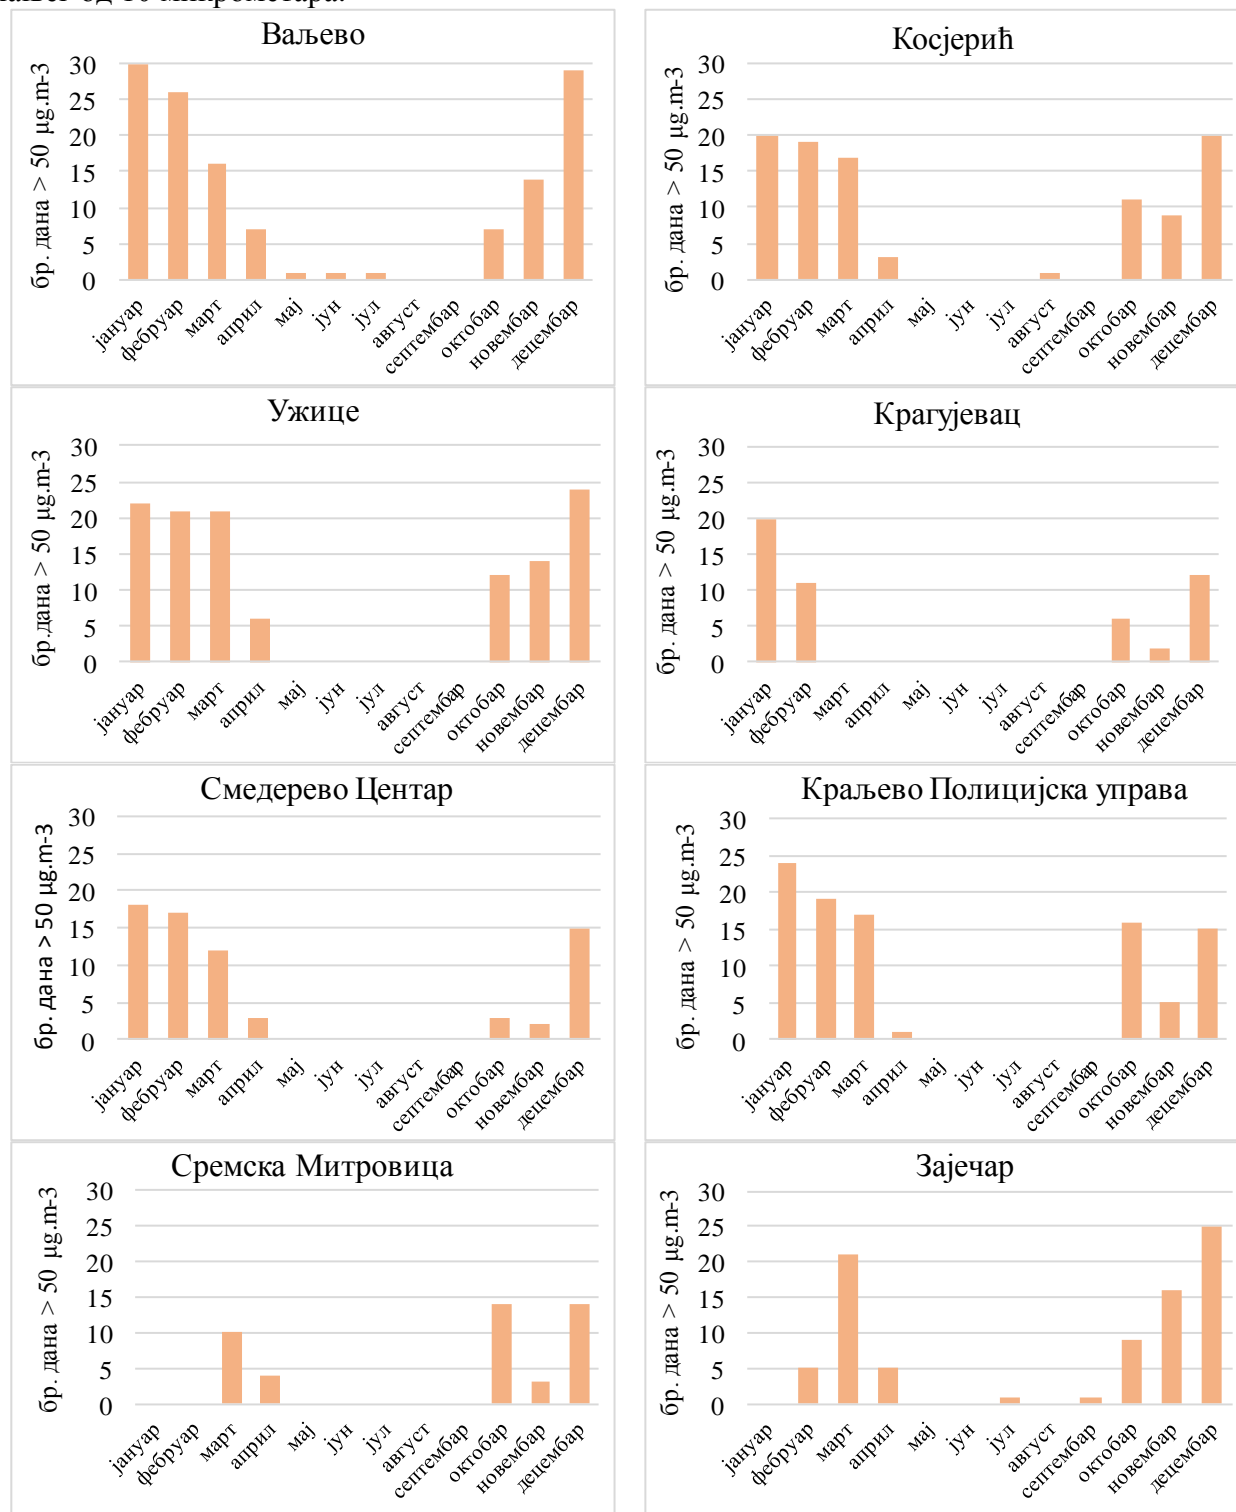 од 10 микрометара.
Ваљево
бр. дана > 50 µg.m-3
30
25
20
15
10
5
0
јануар
фебруар
март
април
мај
јун
јул
август
септембар
октобар
новембар
децембар
Косјерић
бр. дана > 50 µg.m-3
30
25
20
15
10
5
0
јануар
фебруар
март
април
мај
јун
јул
август
септембар
октобар
новембар
децембар
Ужице
бр.дана > 50 µg.m-3
30
25
20
15
10
5
0
јануар
фебруар
март
април
мај
јун
јул
август
септембар
октобар
новембар
децембар
Крагујевац
бр. дана > 50 µg.m-3
30
25
20
15
10
5
0
јануар
фебруар
март
април
мај
јун
јул
август
септембар
октобар
новембар
децембар
Смедерево Центар
бр. дана > 50 µg.m-3
30
25
20
15
10
5
0
јануар
фебруар
март
април
мај
јун
јул
август
септембар
октобар
новембар
децембар
Краљево Полицијска управа
бр. дана > 50 µg.m-3
30
25
20
15
10
5
0
јануар
фебруар
март
април
мај
јун
јул
август
септембар
октобар
новембар
децембар
Сремска Митровица
бр. дана > 50 µg.m-3
30
25
20
15
10
5
0
јануар
фебруар
март
април
мај
јун
јул
август
септембар
октобар
новембар
децембар
Зајечар
бр. дана > 50 µg.m-3
30
25
20
15
10
5
0
јануар
фебруар
март
април
мај
јун
јул
август
септембар
октобар
новембар
децембар